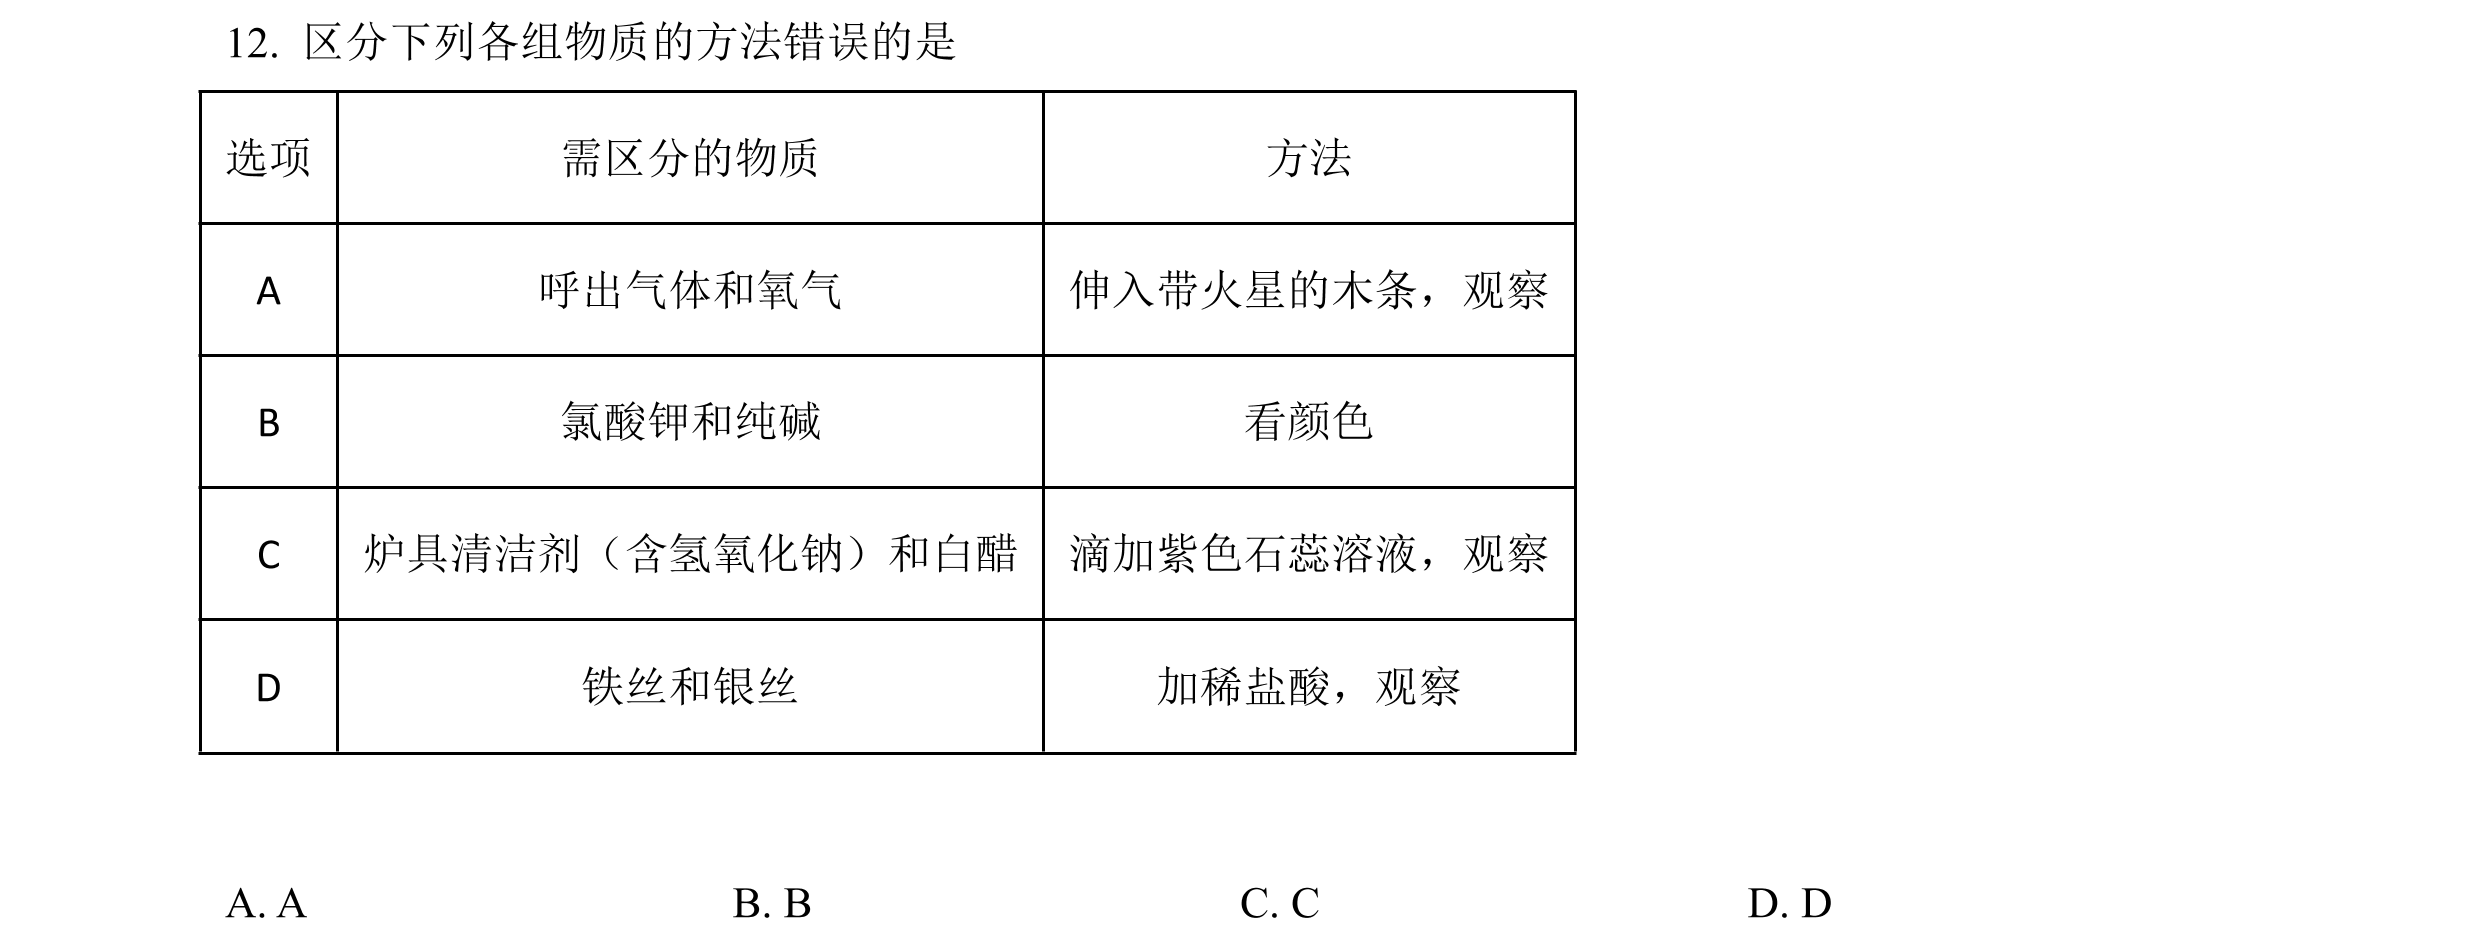 12. 区分下列各组物质的方法错误的是
选项 需区分的物质 方法
A 呼出气体和氧气 伸入带火星的木条，观察
B 氯酸钾和纯碱 看颜色
C 炉具清洁剂（含氢氧化钠）和白醋 滴加紫色石蕊溶液，观察
D 铁丝和银丝 加稀盐酸，观察
A. A B. B C. C D. D